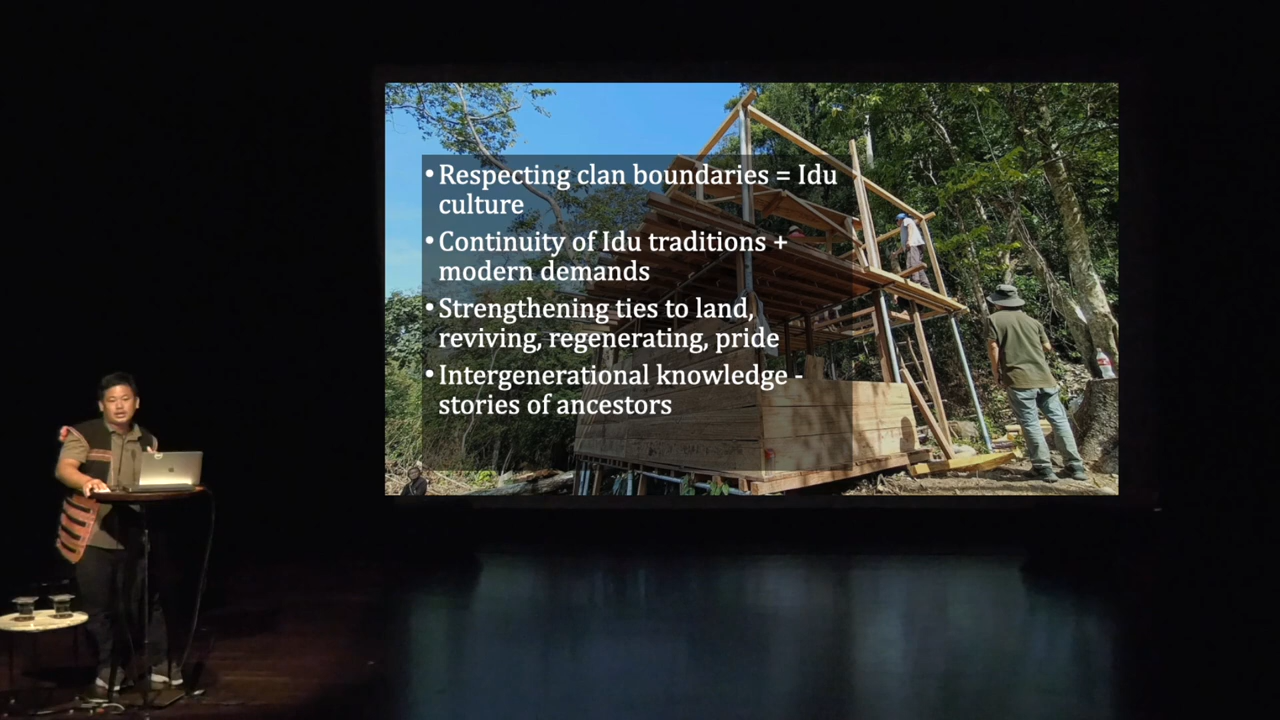 • Respecting clan boundaries = Idu
culture
• Continuity of Idu traditions +
modern demands
• Strengthening ties to land,
reviving, regenerating, pride
• Intergenerational knowledge -
stories of ancestors